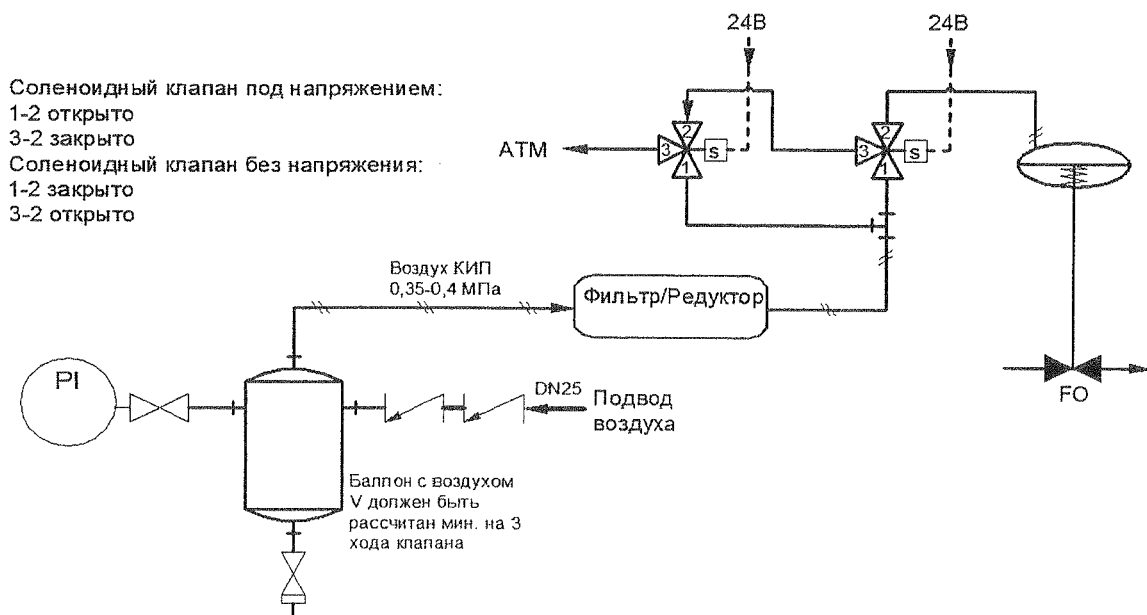 24В
24В
Соленоидный клапан под напряжением:
1-2 открыто
3-2 закрыто
Соленоидный клапан без напряжения:
1-2 закрыто
3-2 открыто
АТМ
2
3
1
S
2
3
1
S
Воздух КИП
0,35-0,4 МПа
Фильтр/Редуктор
PI
DN25
Подвод
воздуха
FO
Баллон с воздухом
V должен быть
рассчитан мин. на 3
хода клапана